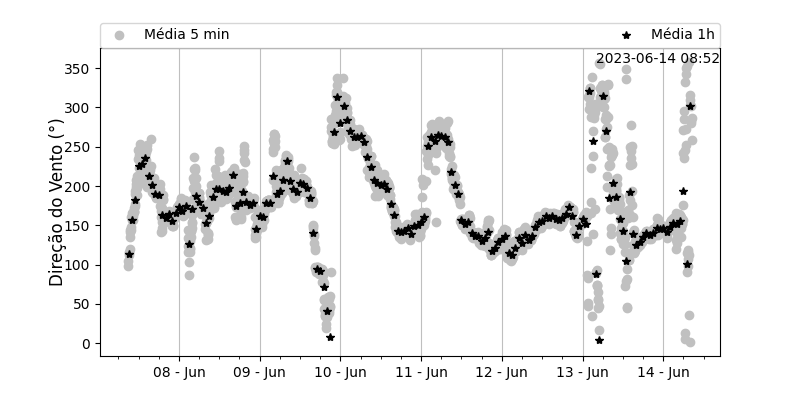 Média 5 min
Média 1h
2023-06-14 08:52
Direção do Vento (°)
350
300
250
200
150
100
50
0
08 - Jun
09 - Jun
10 - Jun
11 - Jun
12 - Jun
13 - Jun
14 - Jun